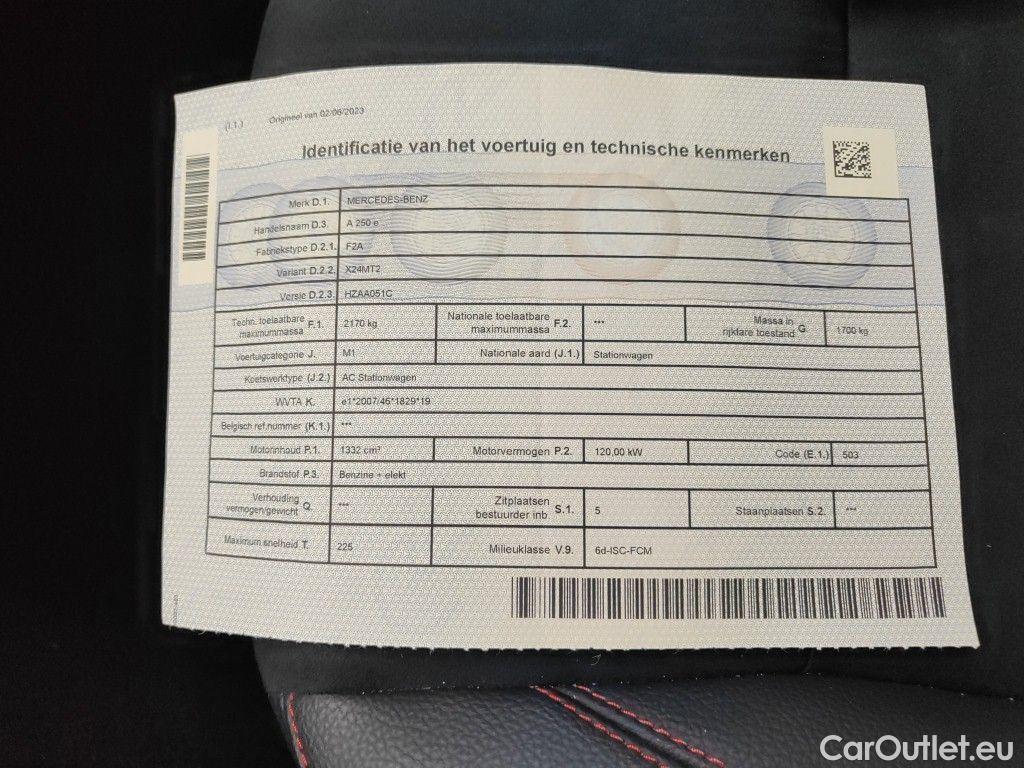 (I.1.) Origineel van 02/06/2023
Identificatie van het voertuig en technische kenmerken
Merk D.1. MERCEDES-BENZ
Handelsnaam D.3. A 250 e
Fabriekstype D.2.1. F2A
Variant D.2.2. X24MT2
Versie D.2.3. HZAA051C
Techn. toelaatbare maximummassa F.1. 2170 kg Nationale toelaatbare maximummassa F.2. *** Massa in rijklare toestand G 1700 kg
Voertuigcategorie J. M1 Nationale aard (J.1.) Stationwagen
Koetswerktype (J.2.) AC Stationwagen
WVTA K. e1*2007/46*1829*19
Belgisch ref.nummer (K.1.) ***
Motorinhoud P.1. 1332 cm³ Motorvermogen P.2. 120,00 kW Code (E.1.) 503
Brandstof P.3. Benzine + elekt
Verhouding vermogen/gewicht Q. *** Zitplaatsen bestuurder inb. S.1. 5 Staanplaatsen S.2. ***
Maximum snelheid T. 225 Milieuklasse V.9. 6d-ISC-FCM
CarOutlet.eu